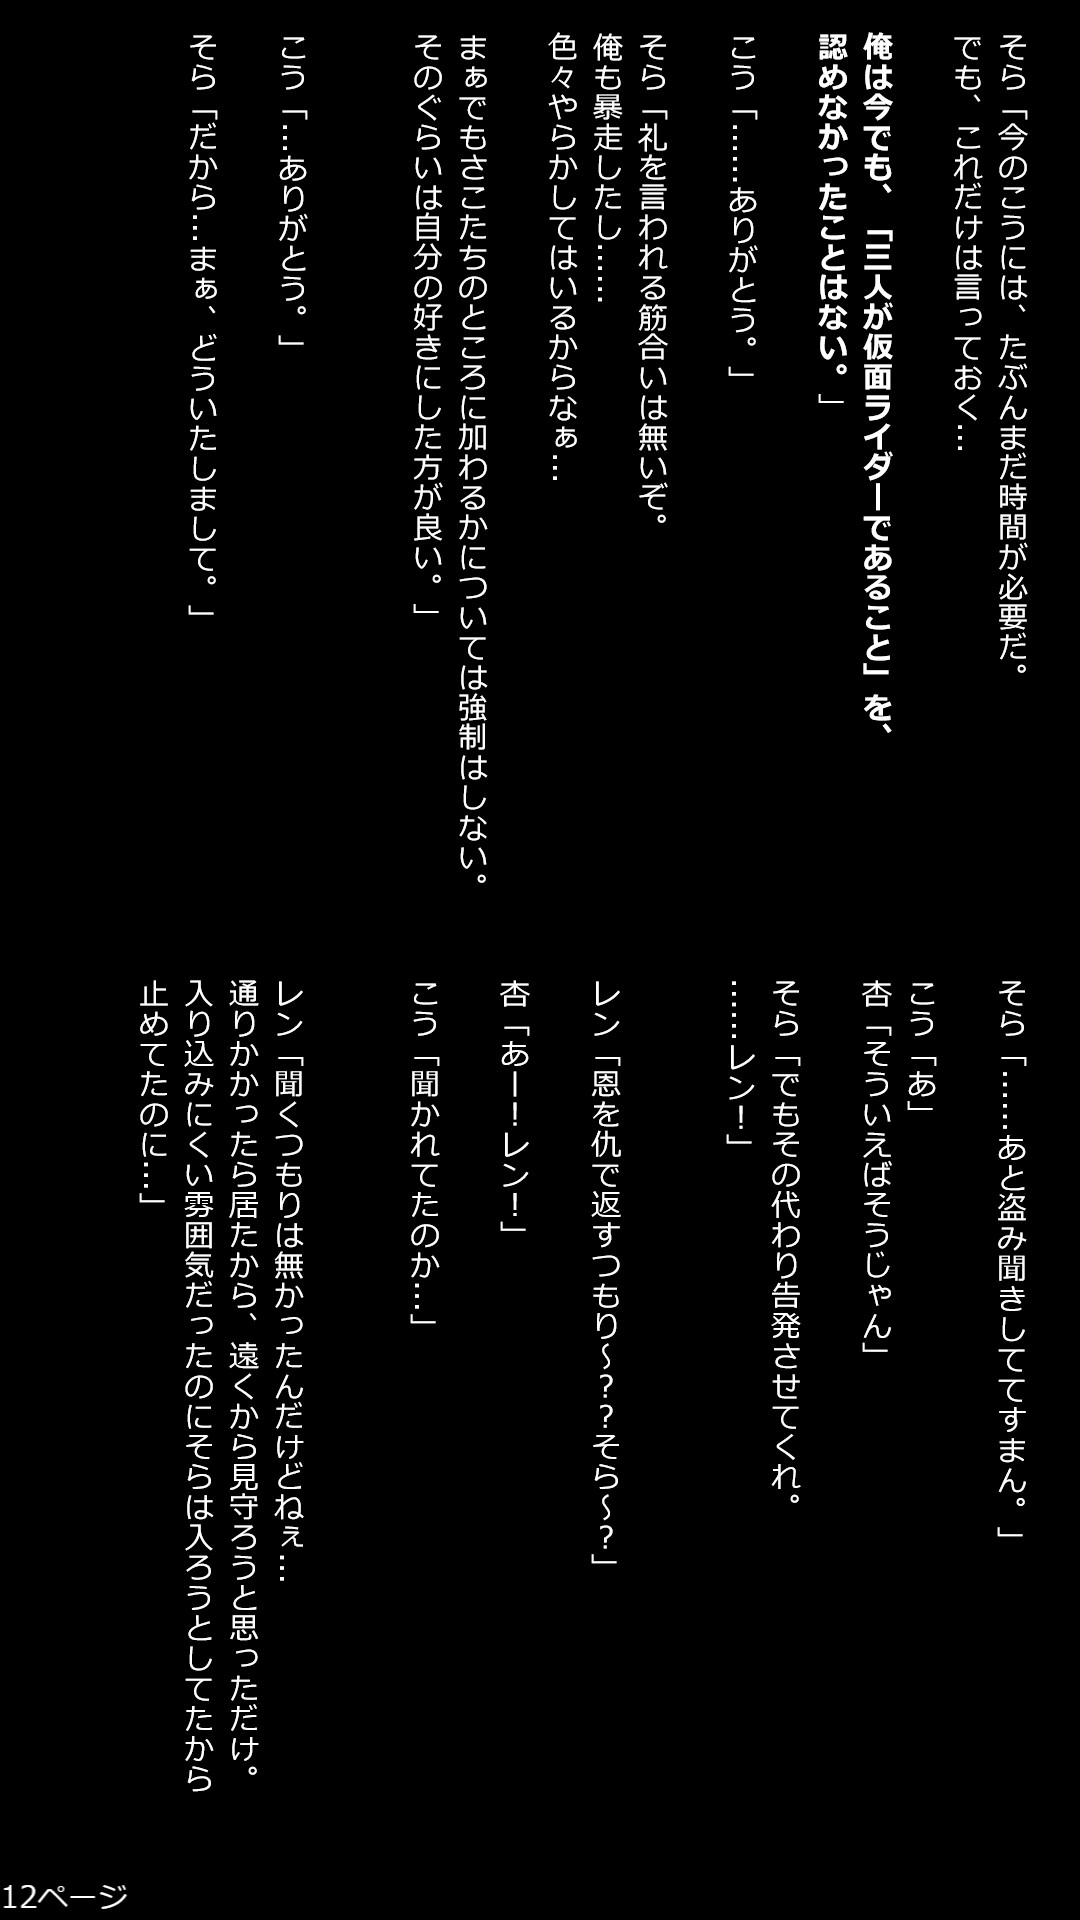 そら「今のこうには、たぶんまだ時間が必要だ。
でも、これだけは言っておく…
俺は今でも、「三人が仮面ライダーであること」を、
認めなかったことはない。」
こう「……ありがとう。」
そら「礼を言われる筋合いは無いぞ。
俺も暴走したし……
色々やらかしてはいるからなぁ…
まぁでもさこたちのところに加わるかについては強制はしない。
そのぐらいは自分の好きにした方が良い。」
こう「…ありがとう。」
そら「だから…まぁ、どういたしまして。」
そら「……あと盗み聞きしててすまん。」
こう「あ」
杏「そういえばそうじゃん」
そら「でもその代わり告発させてくれ。
……レン！」
レン「恩を仇で返すつもり～？？そら～？」
杏「あー！レン！」
こう「聞かれてたのか…」
レン「聞くつもりは無かったんだけどねぇ…
通りかかったら居たから、遠くから見守ろうと思っただけ。
入り込みにくい雰囲気だったのにそらは入ろうとしてたから
止めてたのに…」
12ページ